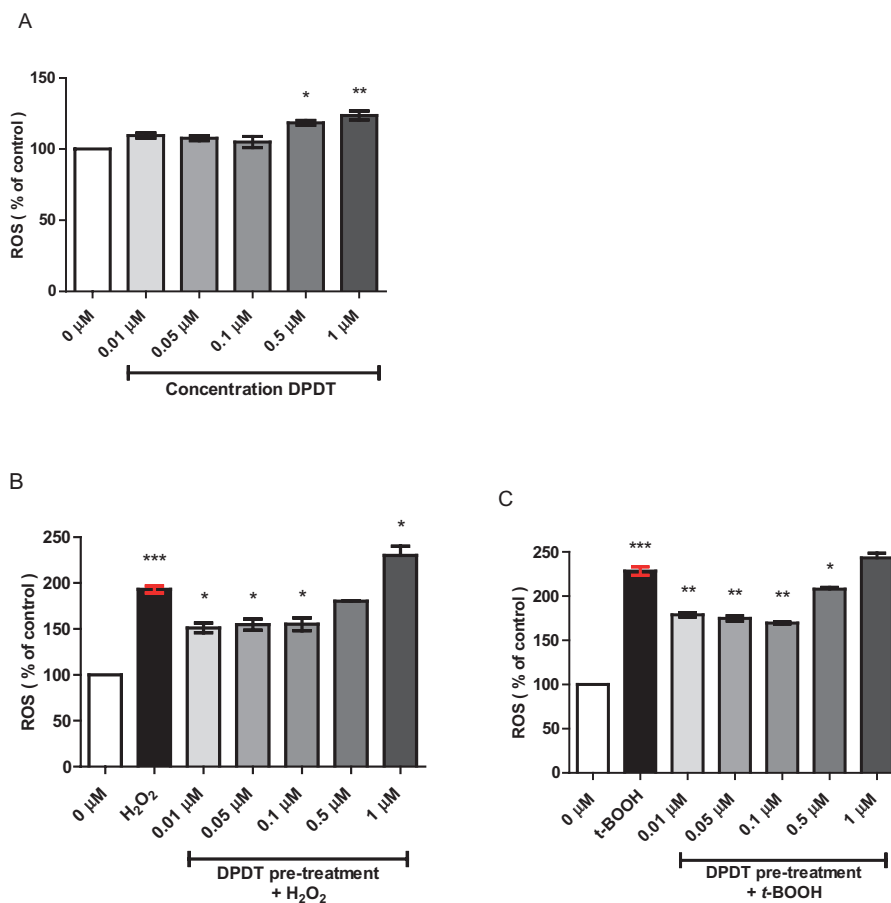 A
150
100
50
0
ROS ( % of control )
*
**
0 µM
0.01 µM
0.05 µM
0.1 µM
0.5 µM
1 µM
Concentration DPDT
B
250
200
150
100
50
0
ROS ( % of control )
***
*
*
*
*
0 µM
H₂O₂
0.01 µM
0.05 µM
0.1 µM
0.5 µM
1 µM
DPDT pre-treatment
+ H₂O₂
C
250
200
150
100
50
0
ROS ( % of control )
***
**
**
**
*
0 µM
t-BOOH
0.01 µM
0.05 µM
0.1 µM
0.5 µM
1 µM
DPDT pre-treatment
+ t-BOOH